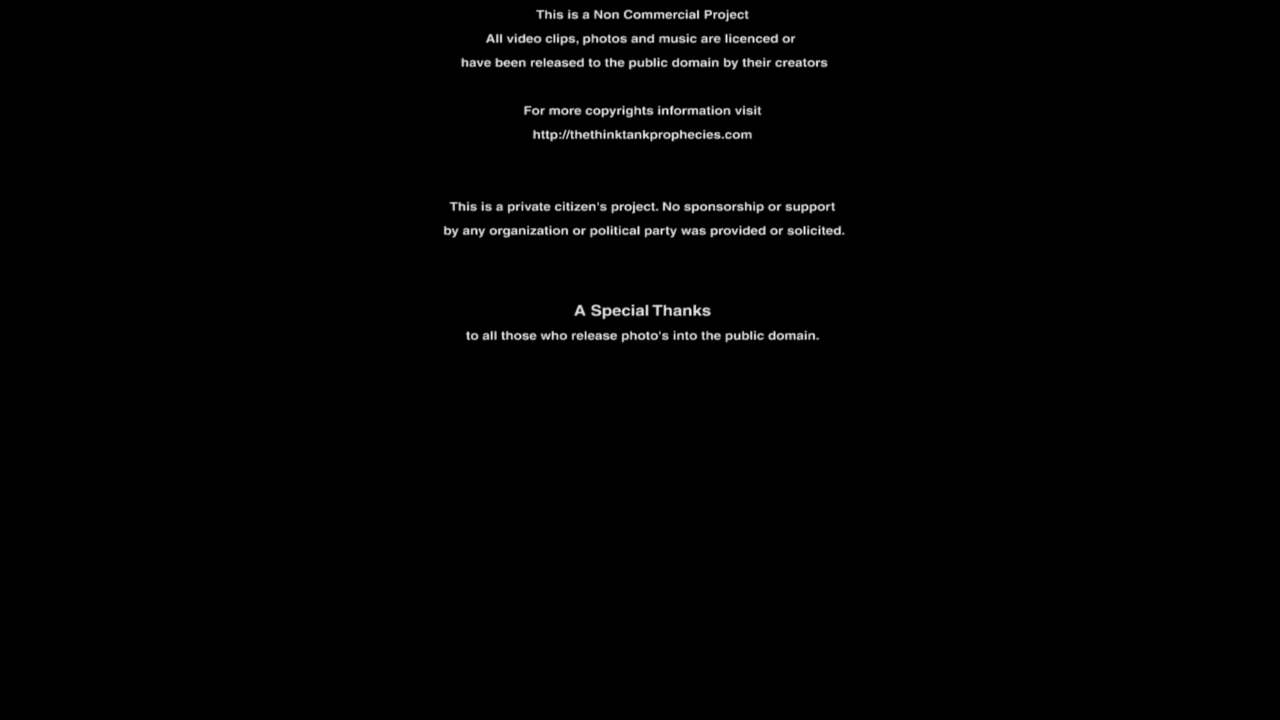 This is a Non Commercial Project
All video clips, photos and music are licenced or
have been released to the public domain by their creators
For more copyrights information visit
http://thethinktankprophecies.com
This is a private citizen's project. No sponsorship or support
by any organization or political party was provided or solicited.
A Special Thanks
to all those who release photo's into the public domain.